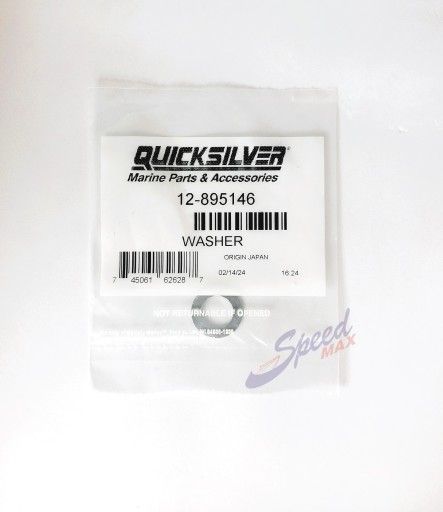 QUICKSILVER
Marine Parts & Accessories
12-895146
WASHER
ORIGIN JAPAN
7 45061 62628 7
02/14/24 16:24
NOT RETURNABLE IF OPENED
Speed
MAX